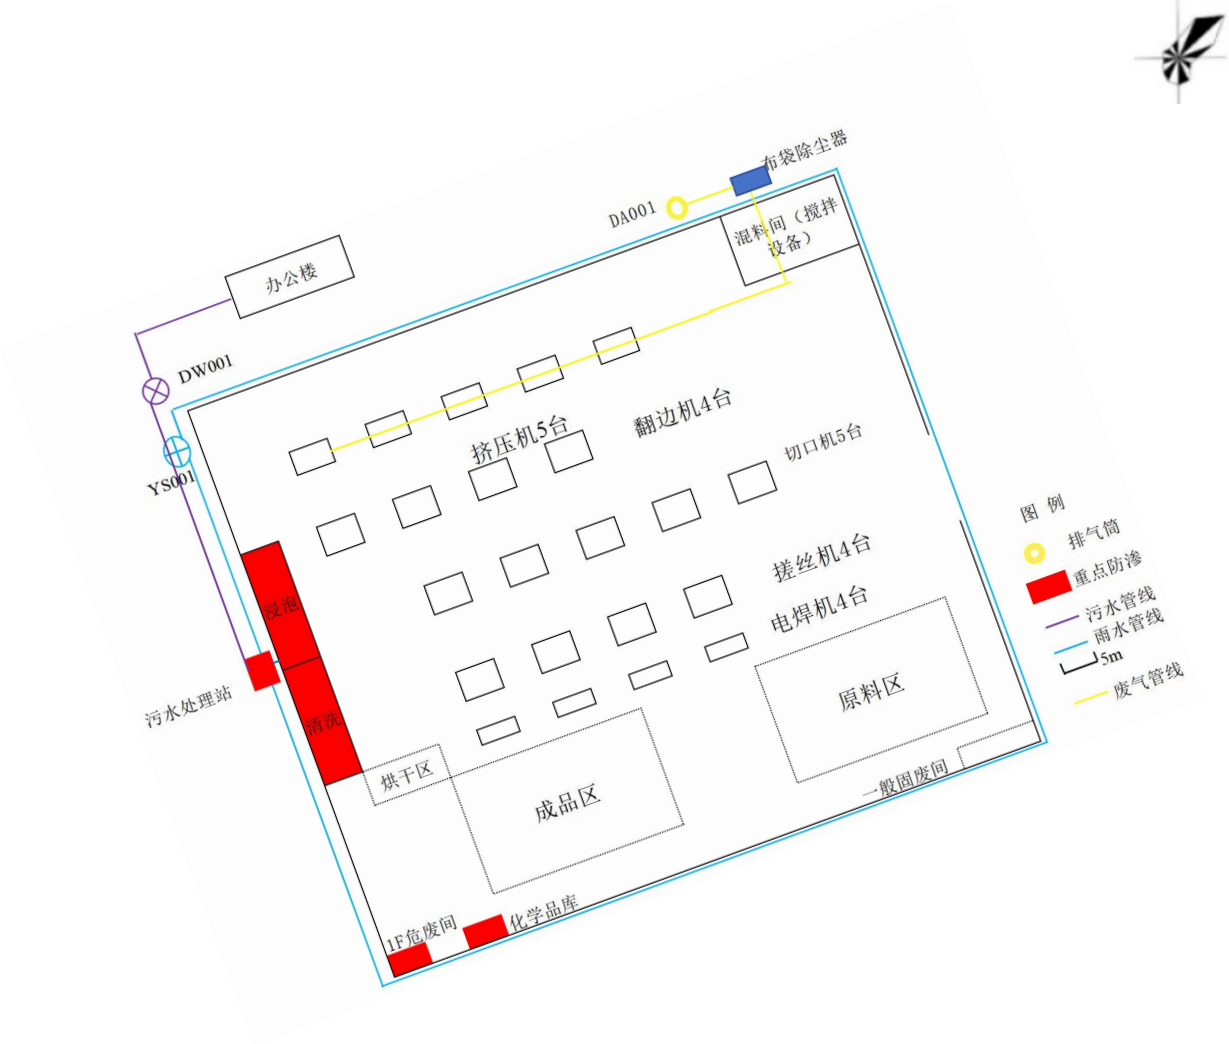 布袋除尘器
DA001
混料间（搅拌
设备）
办公楼
DW001
YS001
挤压机5台
翻边机4台
切口机5台
搓丝机4台
电焊机4台
浸泡
清洗
污水处理站
烘干区
成品区
原料区
一般固废间
1F危废间
化学品库
图 例
排气筒
重点防渗
污水管线
雨水管线
5m
废气管线